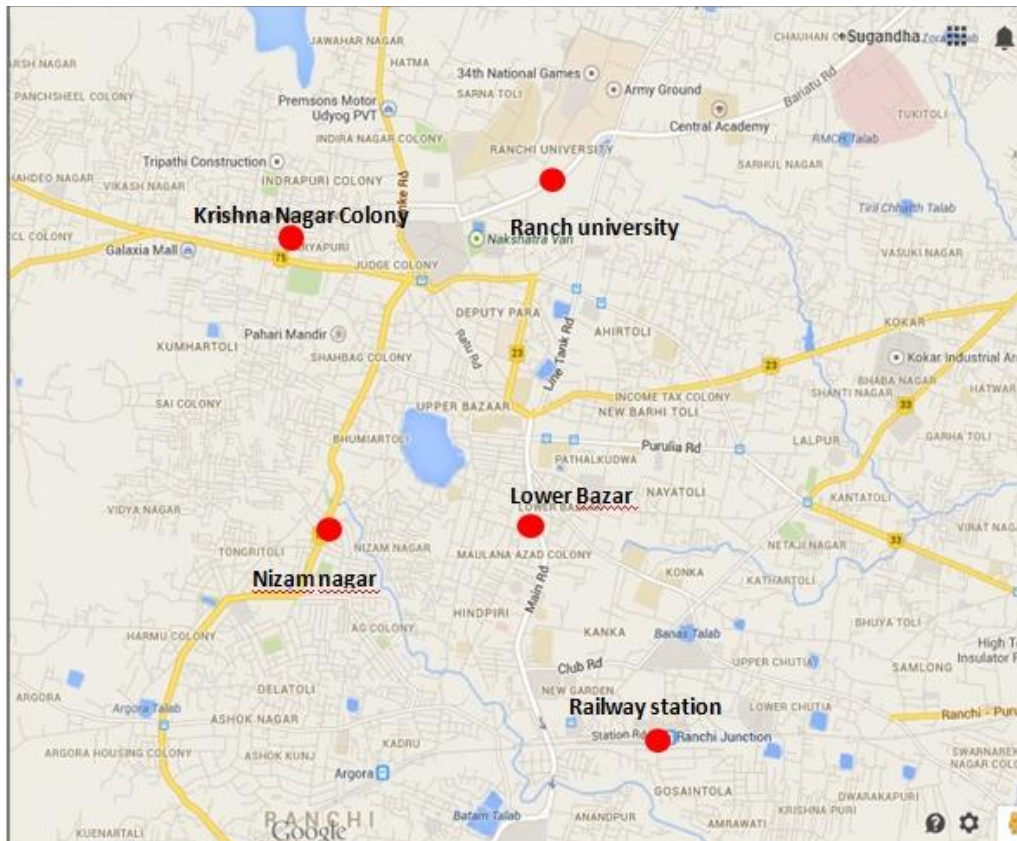 JAWAHAR NAGAR
CHAUHAN
+Sugandha
Zora Talab
HATMA
34th National Games
SARNA TOLI
Army Ground
Bariatu Rd
PANCHSHEEL COLONY
Premsons Motor
Udyog PVT
Central Academy
TUKITOLI
INDIRA NAGAR COLONY
RANCHI UNIVERSITY
RMCH Talab
Tripathi Construction
SARHUL NAGAR
VIKASH NAGAR
INDRAPURI COLONY
Krishna Nagar Colony
Ranch university
Tiril Chhath Talab
Galaxia Mall
75
Nakshatra Van
VASUKI NAGAR
JUDGE COLONY
DEPUTY PARA
KOKAR
Pahari Mandir
AHIRTOLI
KUMHARTOLI
SHAHBAG COLONY
Ratu Rd
23
Line Tank Rd
23
Kokar Industrial
BHABA NAGAR
SHANTI NAGAR
HATWAR
SAI COLONY
UPPER BAZAAR
INCOME TAX COLONY
NEW BARHI TOLI
33
BHUMIARTOLI
Purulia Rd
LALPUR
GARHA TOLI
PATHALKUDWA
Lower Bazar
NAYATOLI
KANTATOLI
VIDYA NAGAR
VIRAT
TONGRITOLI
NIZAM NAGAR
MAULANA AZAD COLONY
NETAJI NAGAR
33
Nizam nagar
KONKA
KATHARTOLI
Main Rd
HINDPIRI
HARMU COLONY
AG COLONY
KANKA
Banas Talab
BHUYA TOLI
High
Insulator
Club Rd
UPPER CHUTIA
SAMLONG
DELATOLI
NEW GARDEN
ARGORA
Argora Talab
Railway station
LOWER CHUTIA
ASHOK NAGAR
Station Rd
Ranchi Junction
Ranchi - Puru
ARGORA HOUSING COLONY
ASHOK KUNJ
KADRU
SWARNAREK
NAGAR COLO
Argora
GOSAINTOLA
DWARAKAPURI
RANCHI
Google
Batam Talab
ANANDPUR
KRISHNA PURI
KUENARTALI
AMRAWATI